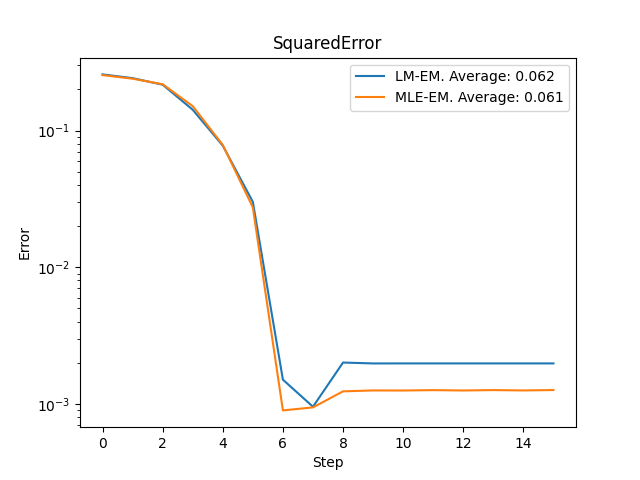 SquaredError
LM-EM. Average: 0.062
MLE-EM. Average: 0.061
Error
10⁻¹
10⁻²
10⁻³
0 2 4 6 8 10 12 14
Step